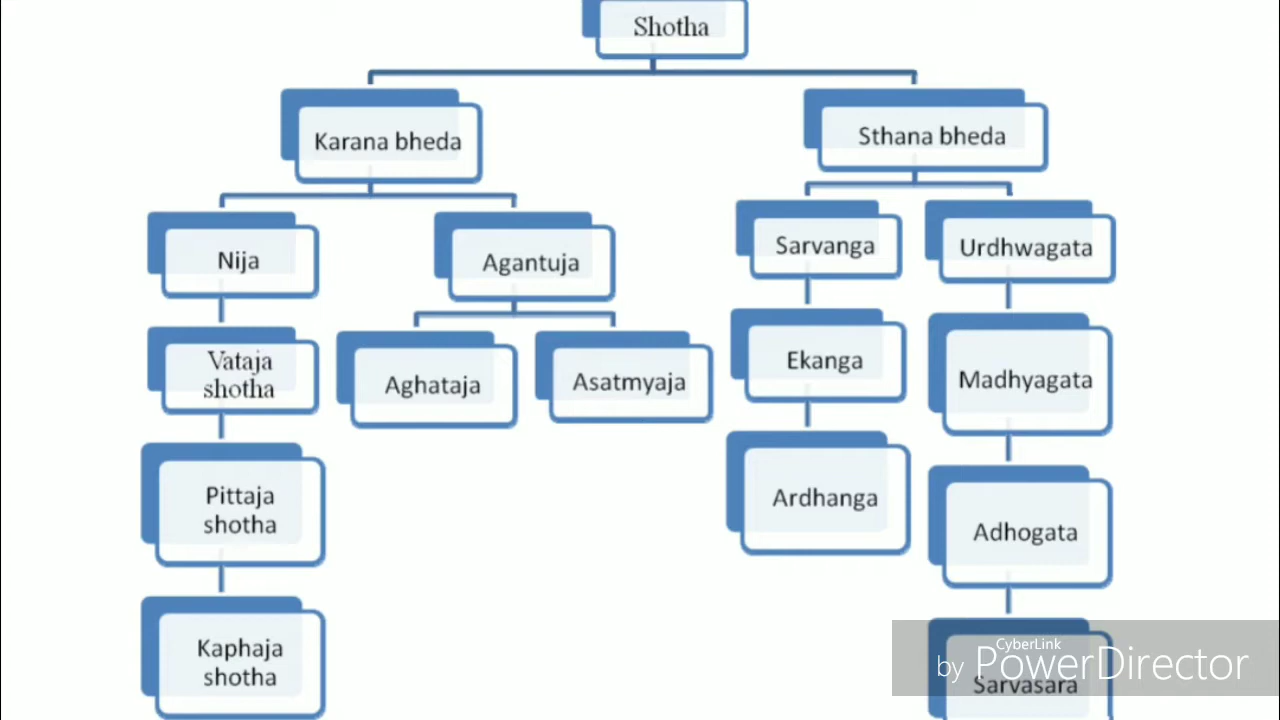 Shotha
Karana bheda
Sthana bheda
Nija
Agantuja
Sarvanga
Urdhwagata
Vataja
shotha
Aghataja
Asatmyaja
Ekanga
Madhyagata
Pittaja
shotha
Ardhanga
Adhogata
Kaphaja
shotha
Sarvasara
CyberLink
by PowerDirector